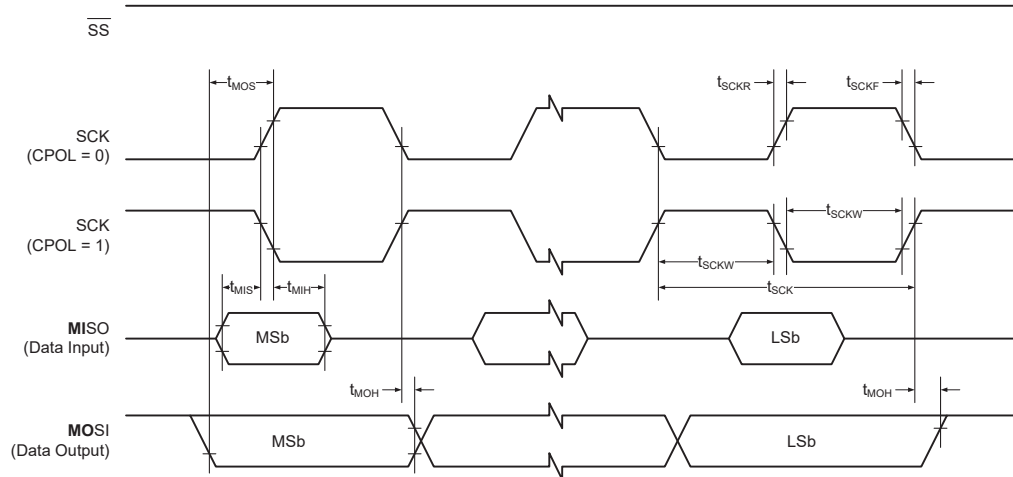 SS
tMOS
tSCKR
tSCKF
SCK
(CPOL = 0)
SCK
(CPOL = 1)
tSCKW
tSCKW
tSCK
tMIS
tMIH
MISO
(Data Input)
MSb
LSb
tMOH
tMOH
MOSI
(Data Output)
MSb
LSb